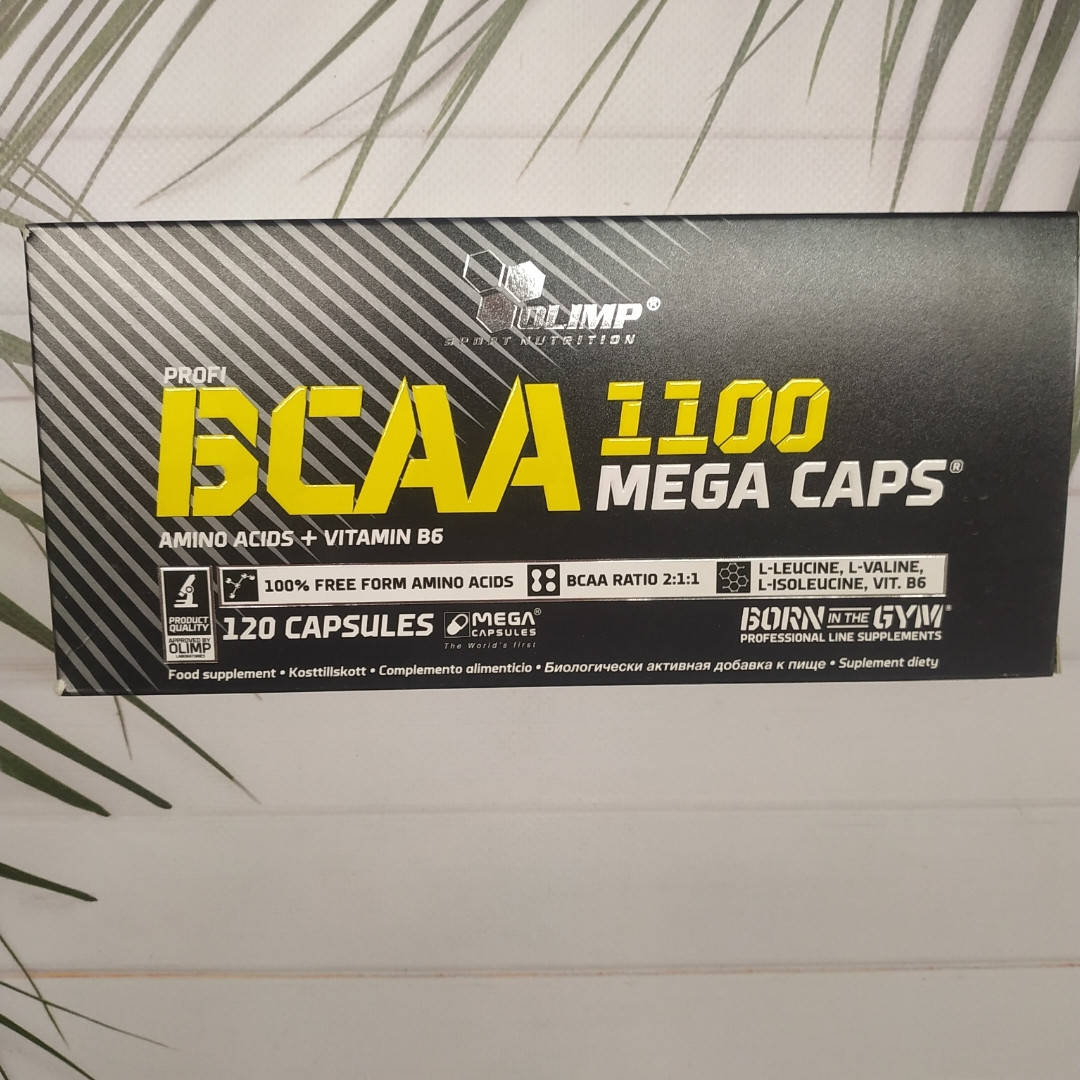 OLIMP®
SPORT NUTRITION
PROFI
BCAA 1100
MEGA CAPS®
AMINO ACIDS + VITAMIN B6
100% FREE FORM AMINO ACIDS
BCAA RATIO 2:1:1
L-LEUCINE, L-VALINE,
L-ISOLEUCINE, VIT. B6
PRODUCT
QUALITY
APPROVED BY
OLIMP
LABORATORIES
120 CAPSULES
MEGA®
CAPSULES
The World's first
BORN IN THE GYM®
PROFESSIONAL LINE SUPPLEMENTS
Food supplement • Kosttillskott • Complemento alimenticio • Биологически активная добавка к пище • Suplement diety